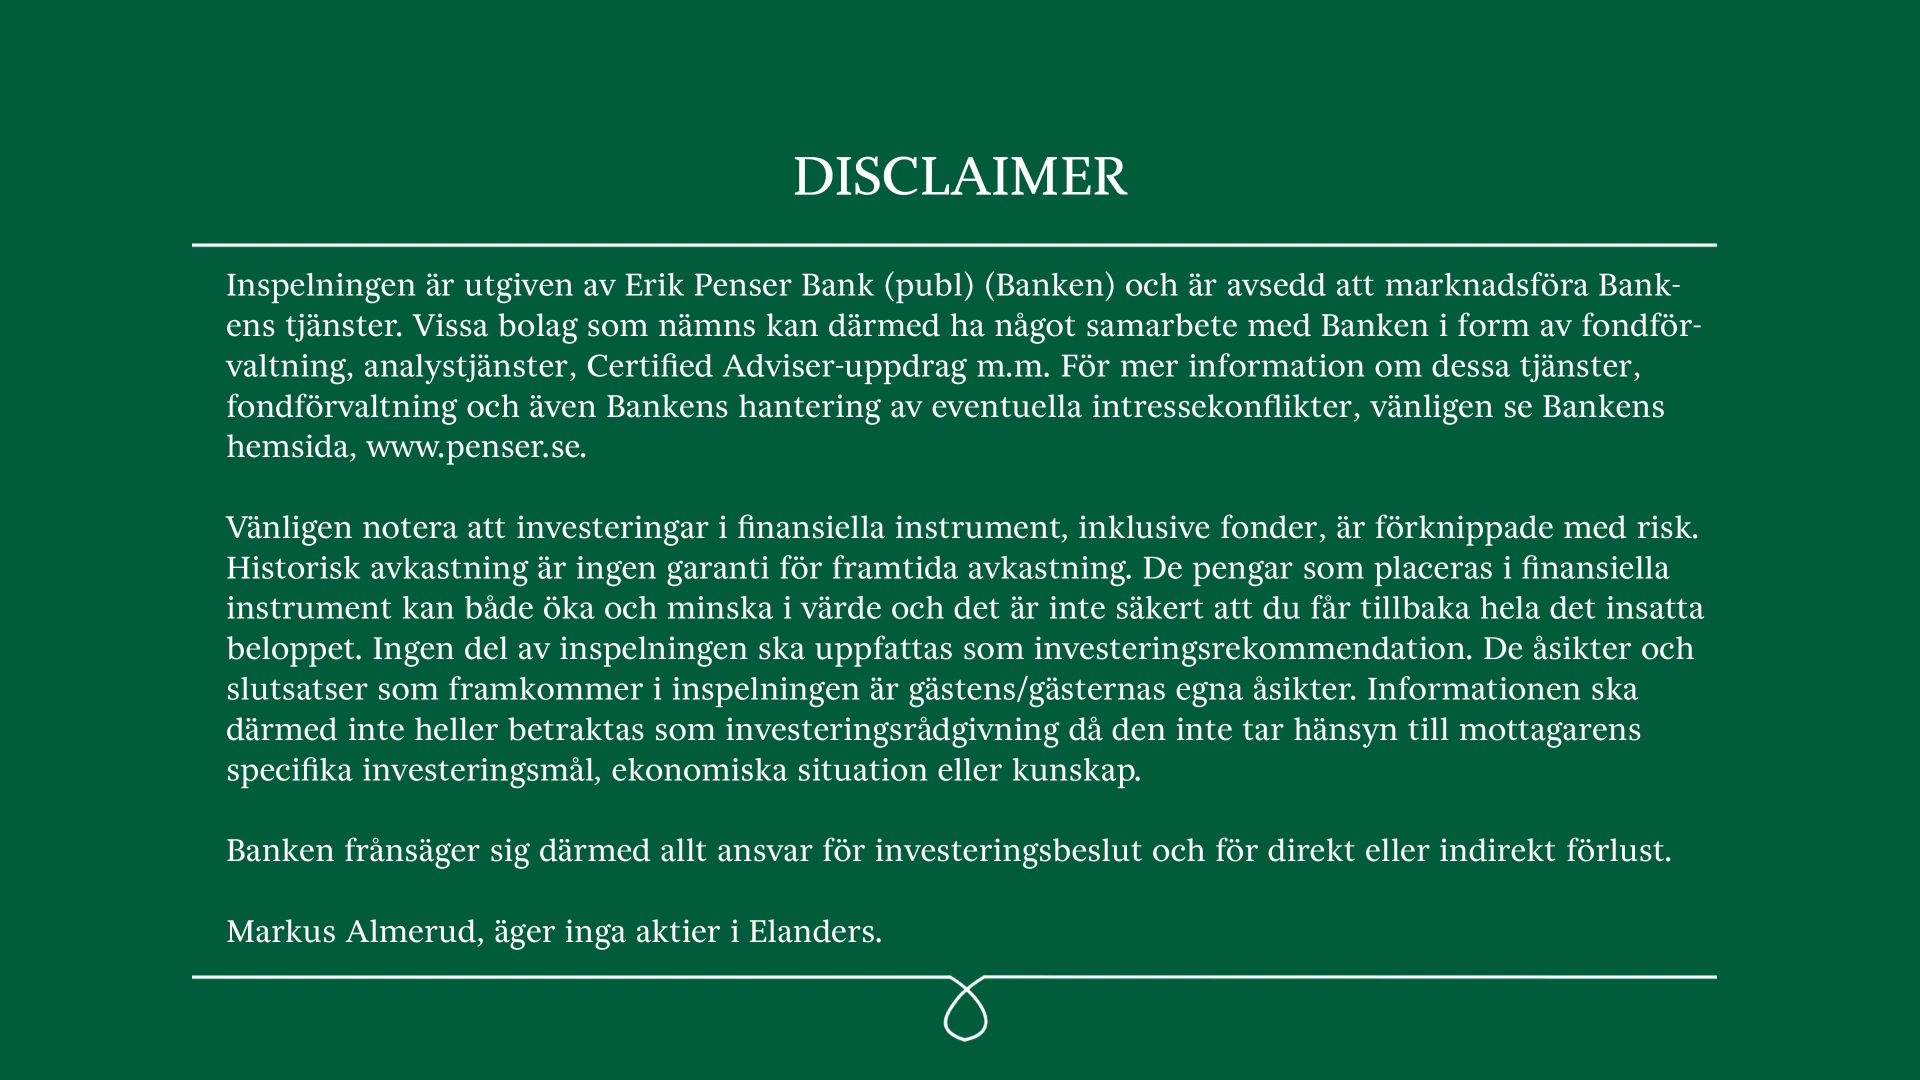 DISCLAIMER
Inspelningen är utgiven av Erik Penser Bank (publ) (Banken) och är avsedd att marknadsföra Bank-
ens tjänster. Vissa bolag som nämns kan därmed ha något samarbete med Banken i form av fondför-
valtning, analystjänster, Certified Adviser-uppdrag m.m. För mer information om dessa tjänster,
fondförvaltning och även Bankens hantering av eventuella intressekonflikter, vänligen se Bankens
hemsida, www.penser.se.
Vänligen notera att investeringar i finansiella instrument, inklusive fonder, är förknippade med risk.
Historisk avkastning är ingen garanti för framtida avkastning. De pengar som placeras i finansiella
instrument kan både öka och minska i värde och det är inte säkert att du får tillbaka hela det insatta
beloppet. Ingen del av inspelningen ska uppfattas som investeringsrekommendation. De åsikter och
slutsatser som framkommer i inspelningen är gästens/gästernas egna åsikter. Informationen ska
därmed inte heller betraktas som investeringsrådgivning då den inte tar hänsyn till mottagarens
specifika investeringsmål, ekonomiska situation eller kunskap.
Banken frånsäger sig därmed allt ansvar för investeringsbeslut och för direkt eller indirekt förlust.
Markus Almerud, äger inga aktier i Elanders.